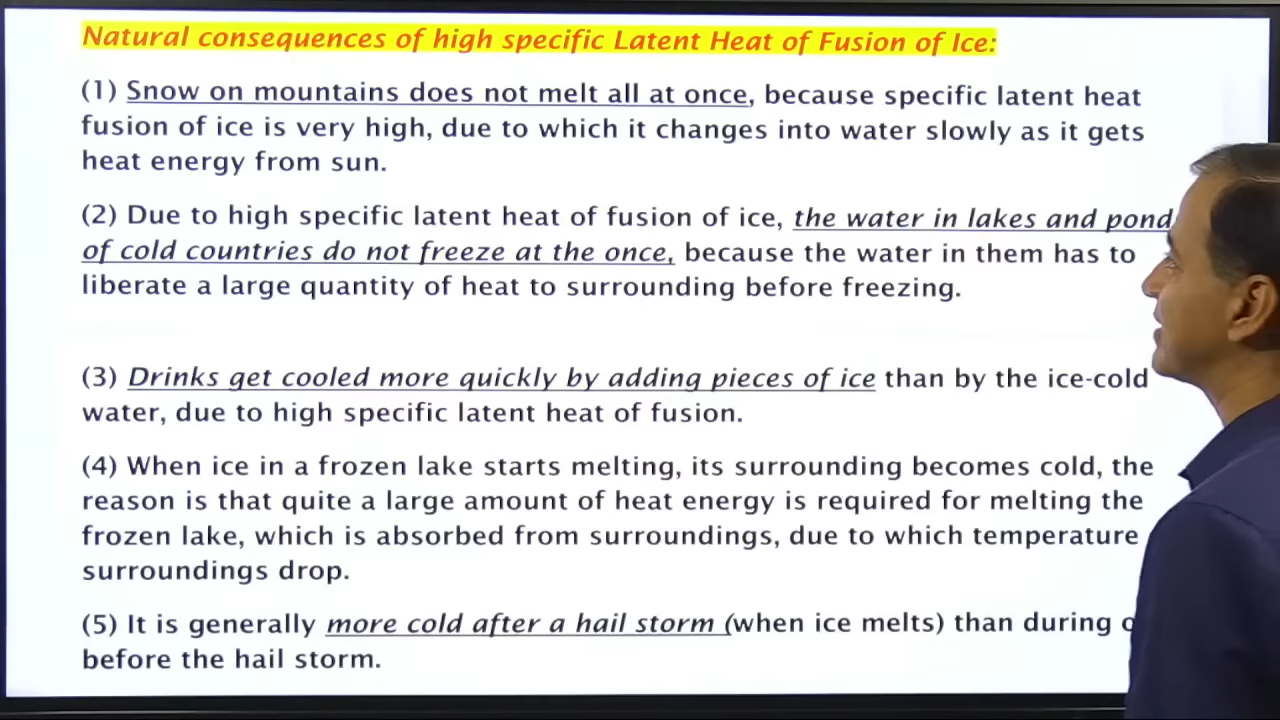 Natural consequences of high specific Latent Heat of Fusion of Ice:
(1) Snow on mountains does not melt all at once, because specific latent heat
fusion of ice is very high, due to which it changes into water slowly as it gets
heat energy from sun.
(2) Due to high specific latent heat of fusion of ice, the water in lakes and pond
of cold countries do not freeze at the once, because the water in them has to
liberate a large quantity of heat to surrounding before freezing.
(3) Drinks get cooled more quickly by adding pieces of ice than by the ice-cold
water, due to high specific latent heat of fusion.
(4) When ice in a frozen lake starts melting, its surrounding becomes cold, the
reason is that quite a large amount of heat energy is required for melting the
frozen lake, which is absorbed from surroundings, due to which temperature
surroundings drop.
(5) It is generally more cold after a hail storm (when ice melts) than during
before the hail storm.